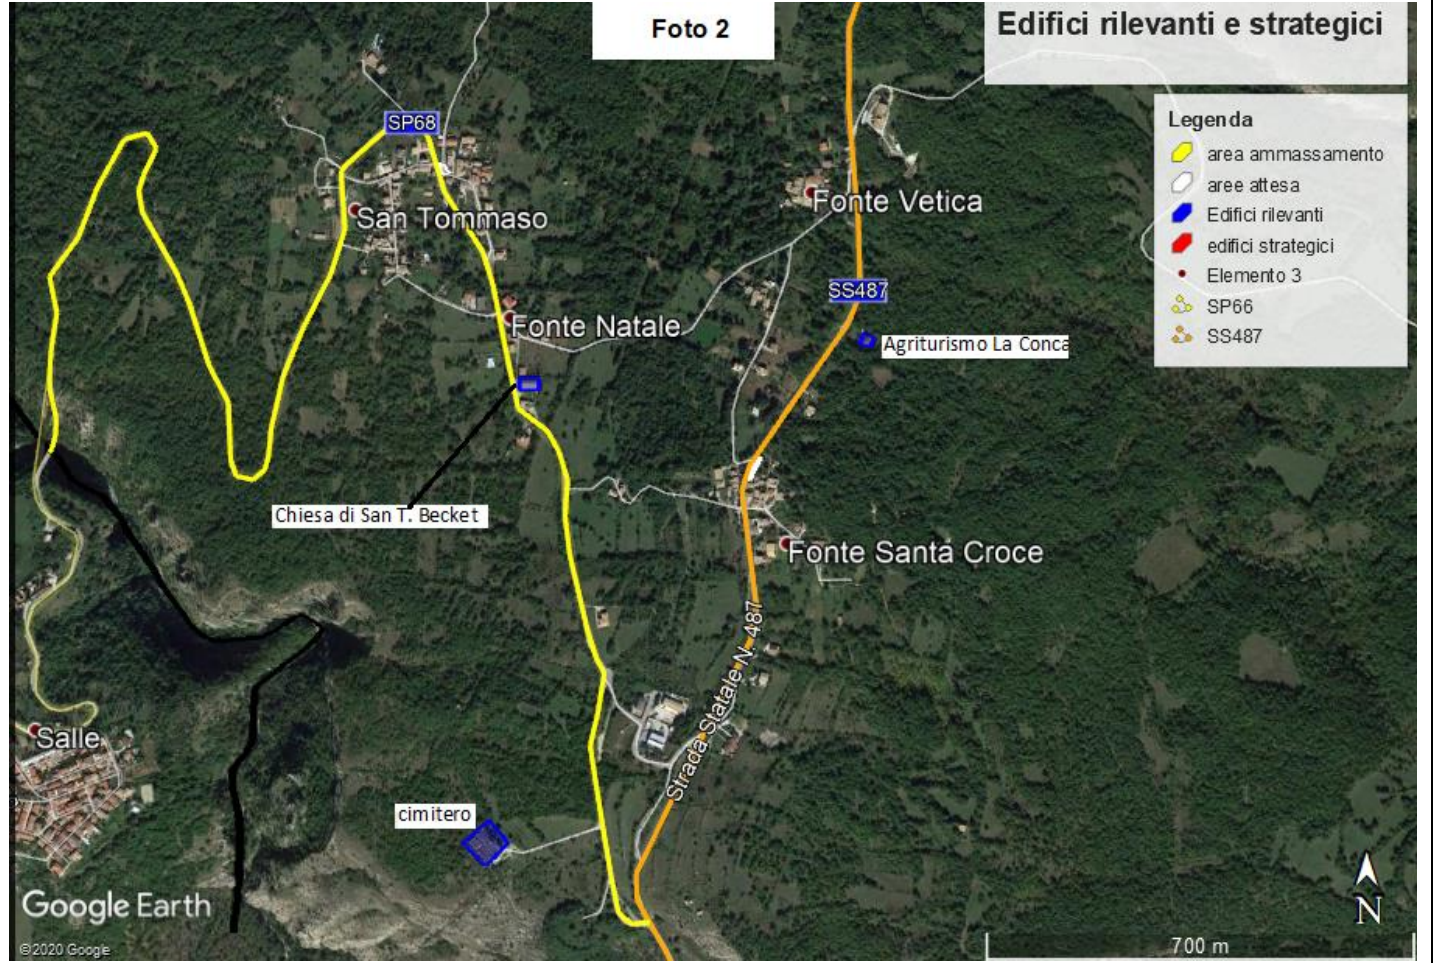 Foto 2
Edifici rilevanti e strategici
Legenda
area ammassamento
aree attesa
Edifici rilevanti
edifici strategici
Elemento 3
SP66
SS487
SP68
San Tommaso
Fonte Vetica
SS487
Fonte Natale
Agriturismo La Conca
Chiesa di San T. Becket
Fonte Santa Croce
Strada Statale N. 487
Salle
cimitero
Google Earth
©2020 Google
N
700 m